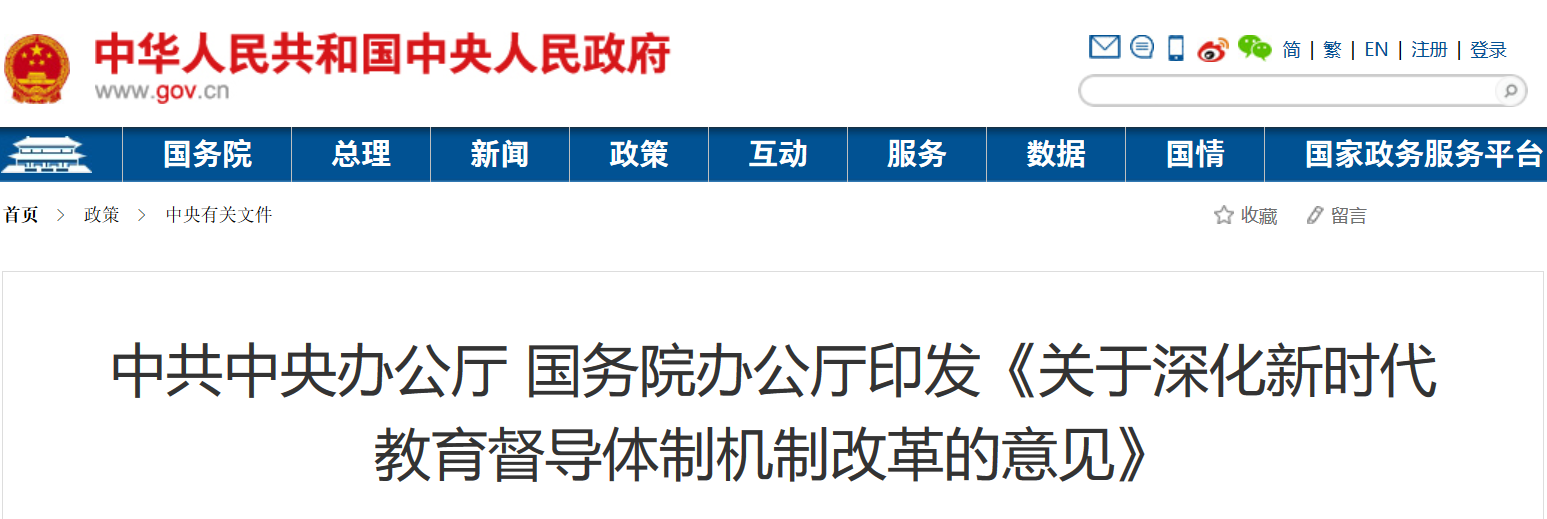 中华人民共和国中央人民政府
www.gov.cn
简 | 繁 | EN | 注册 | 登录
国务院 总理 新闻 政策 互动 服务 数据 国情 国家政务服务平台
首页 > 政策 > 中央有关文件 收藏 留言
中共中央办公厅 国务院办公厅印发《关于深化新时代
教育督导体制机制改革的意见》